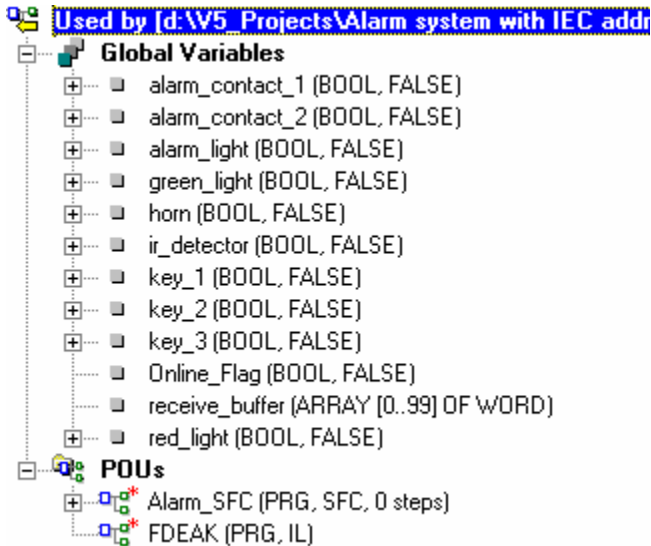 Used by [d:\V5_Projects\Alarm system with IEC addr
Global Variables
alarm_contact_1 (BOOL, FALSE)
alarm_contact_2 (BOOL, FALSE)
alarm_light (BOOL, FALSE)
green_light (BOOL, FALSE)
horn (BOOL, FALSE)
ir_detector (BOOL, FALSE)
key_1 (BOOL, FALSE)
key_2 (BOOL, FALSE)
key_3 (BOOL, FALSE)
Online_Flag (BOOL, FALSE)
receive_buffer (ARRAY [0..99] OF WORD)
red_light (BOOL, FALSE)
POUs
Alarm_SFC (PRG, SFC, 0 steps)
FDEAK (PRG, IL)